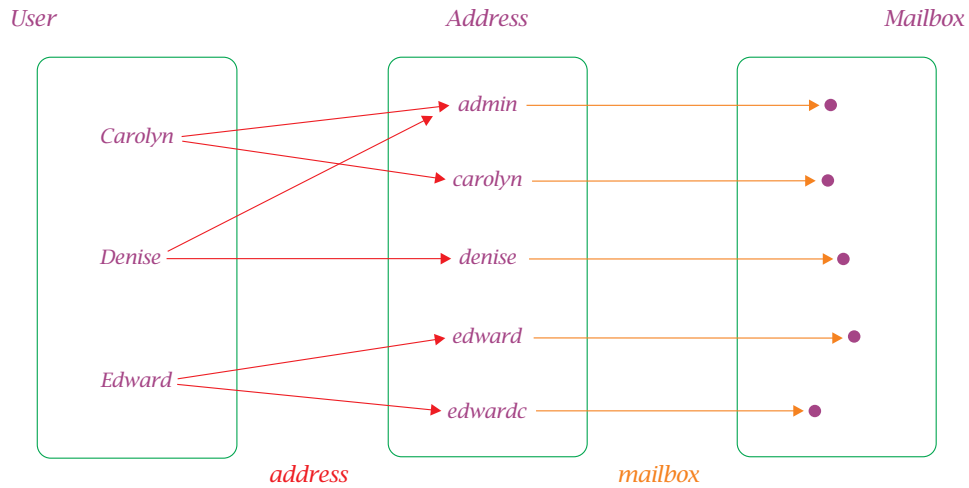 User Address Mailbox
admin
Carolyn
carolyn
Denise denise
edward
Edward
edwardc
address mailbox